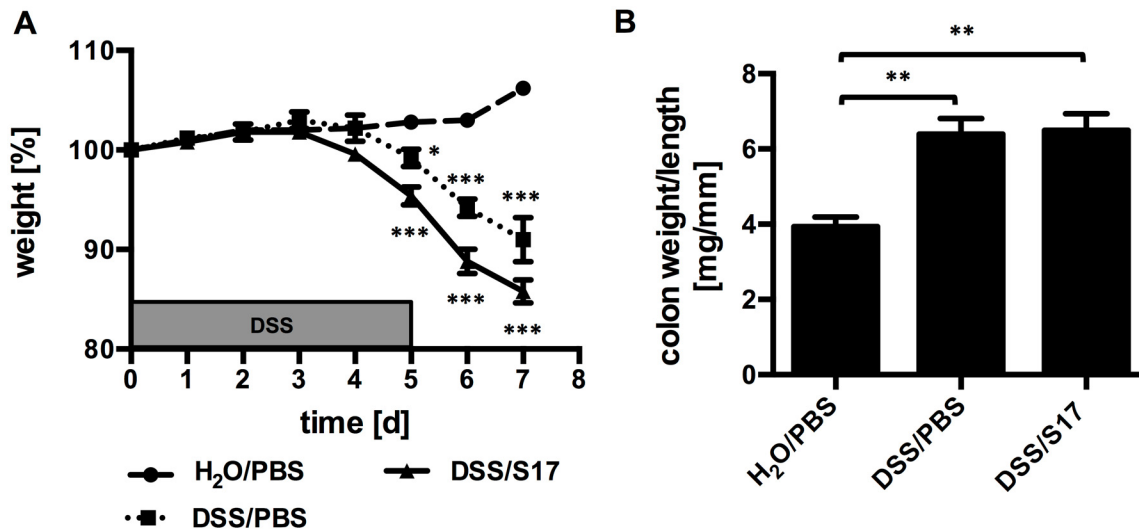 A
110
100
90
80
weight [%]
*
***
***
***
***
***
DSS
0 1 2 3 4 5 6 7 8
time [d]
H₂O/PBS
DSS/S17
DSS/PBS
B
**
**
8
6
4
2
0
colon weight/length
[mg/mm]
H₂O/PBS
DSS/PBS
DSS/S17